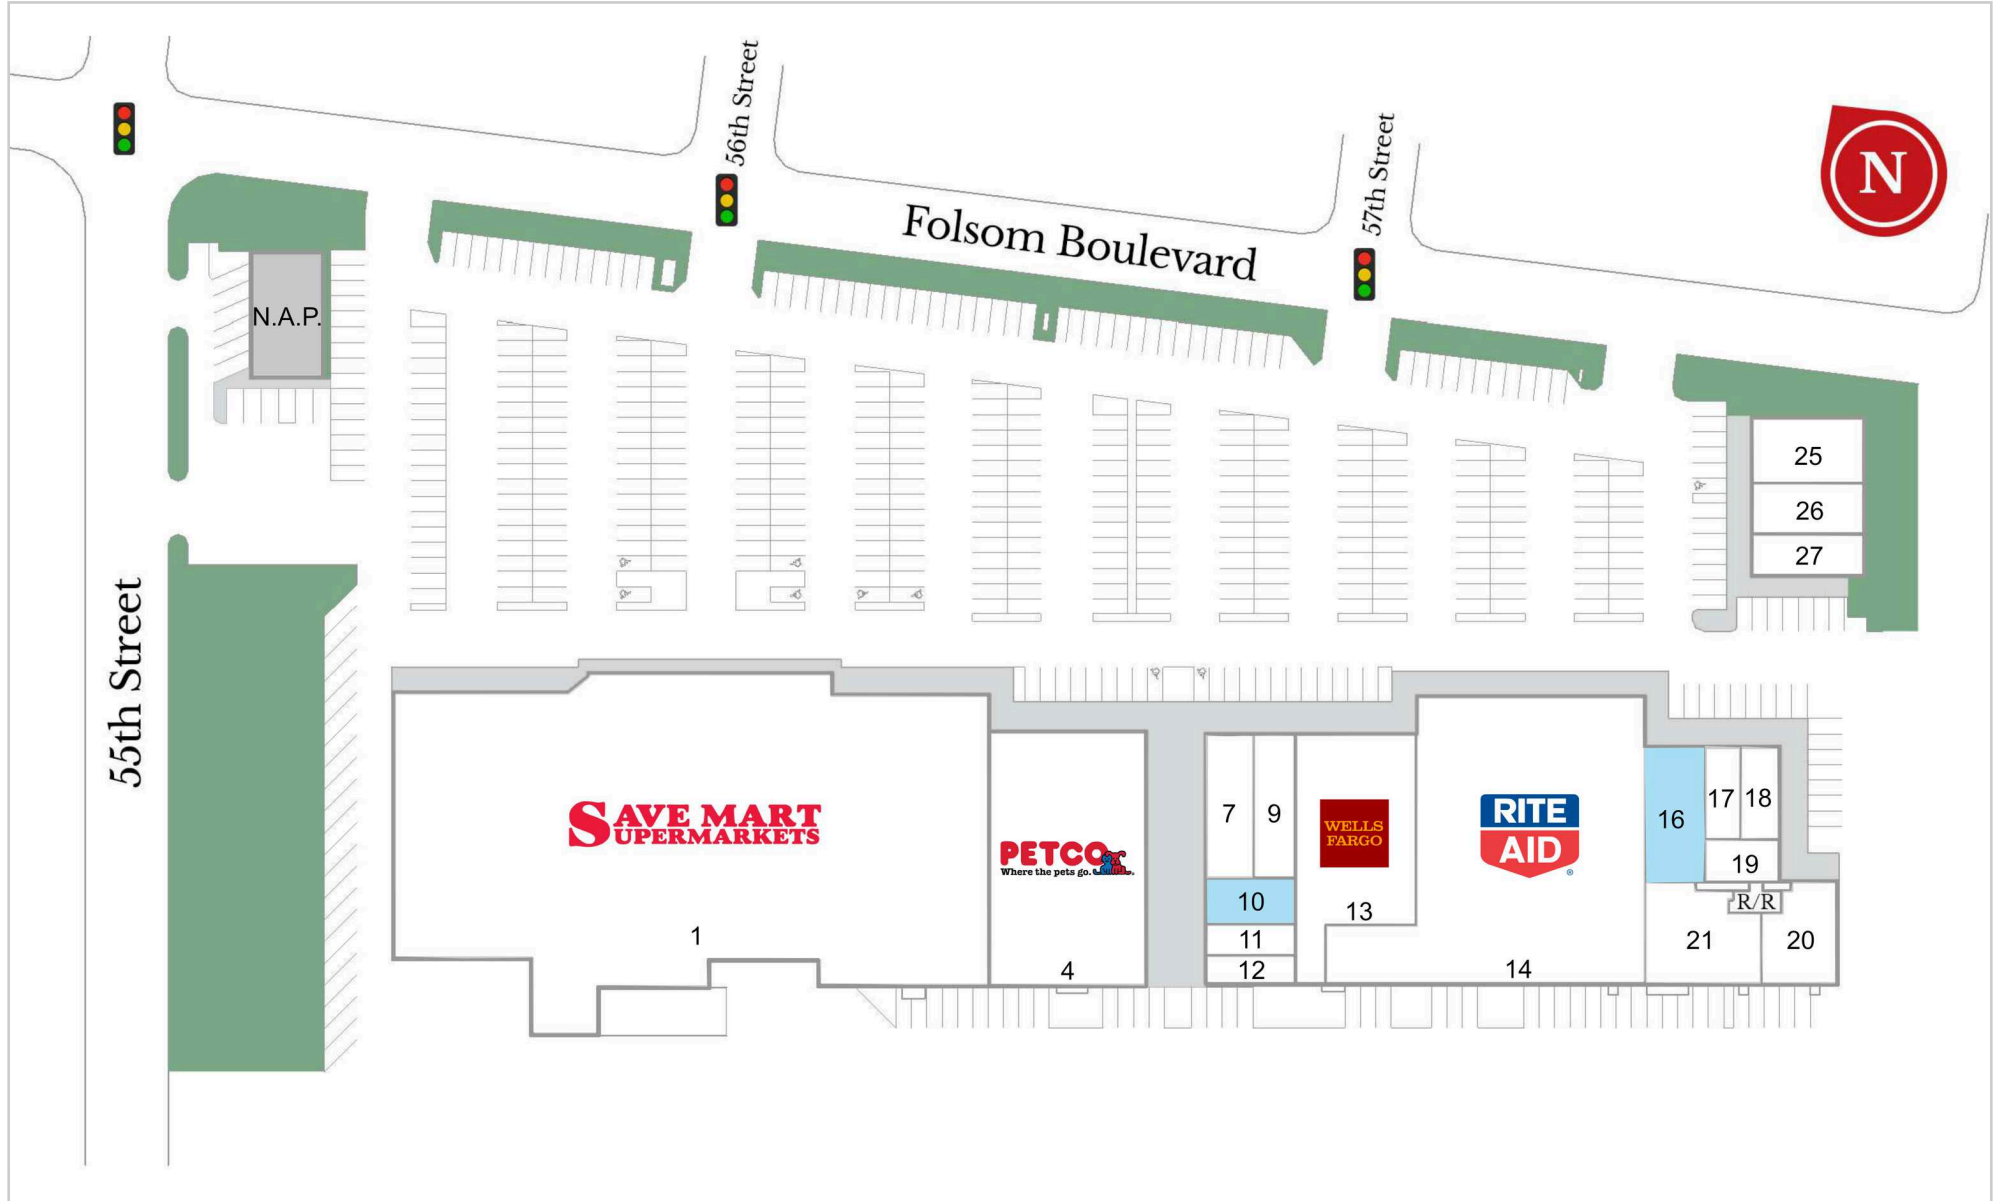 56th Street
57th Street
N
Folsom Boulevard
N.A.P.
25
26
27
55th Street
SAVE MART
SUPERMARKETS
PETCO
Where the pets go.
7
9
WELLS
FARGO
RITE
AID
®
16
17
18
19
10
R/R
13
11
1
21
20
12
4
14